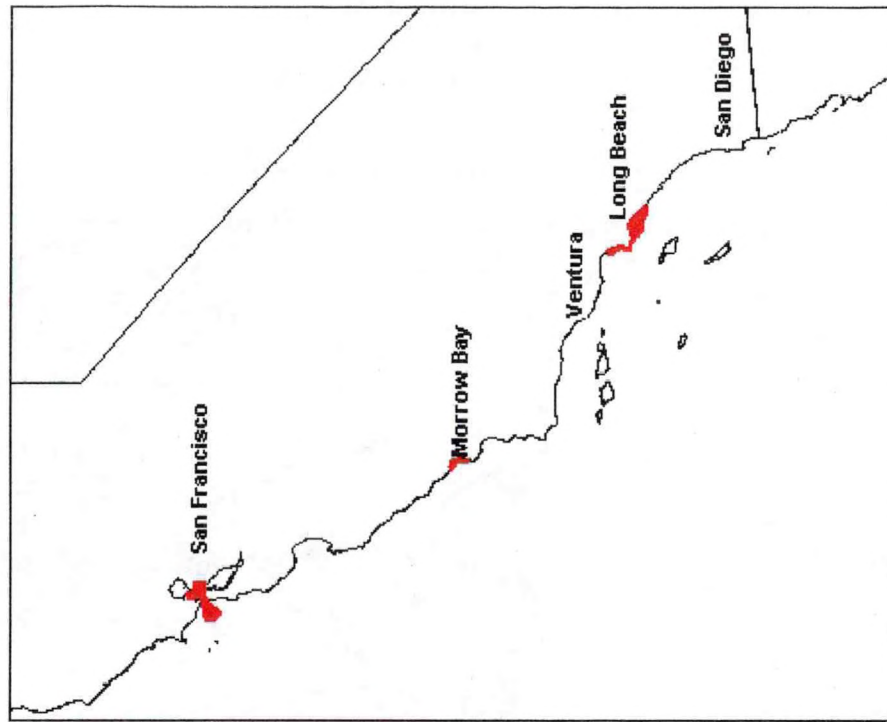 San Francisco
Morrow Bay
Ventura
Long Beach
San Diego